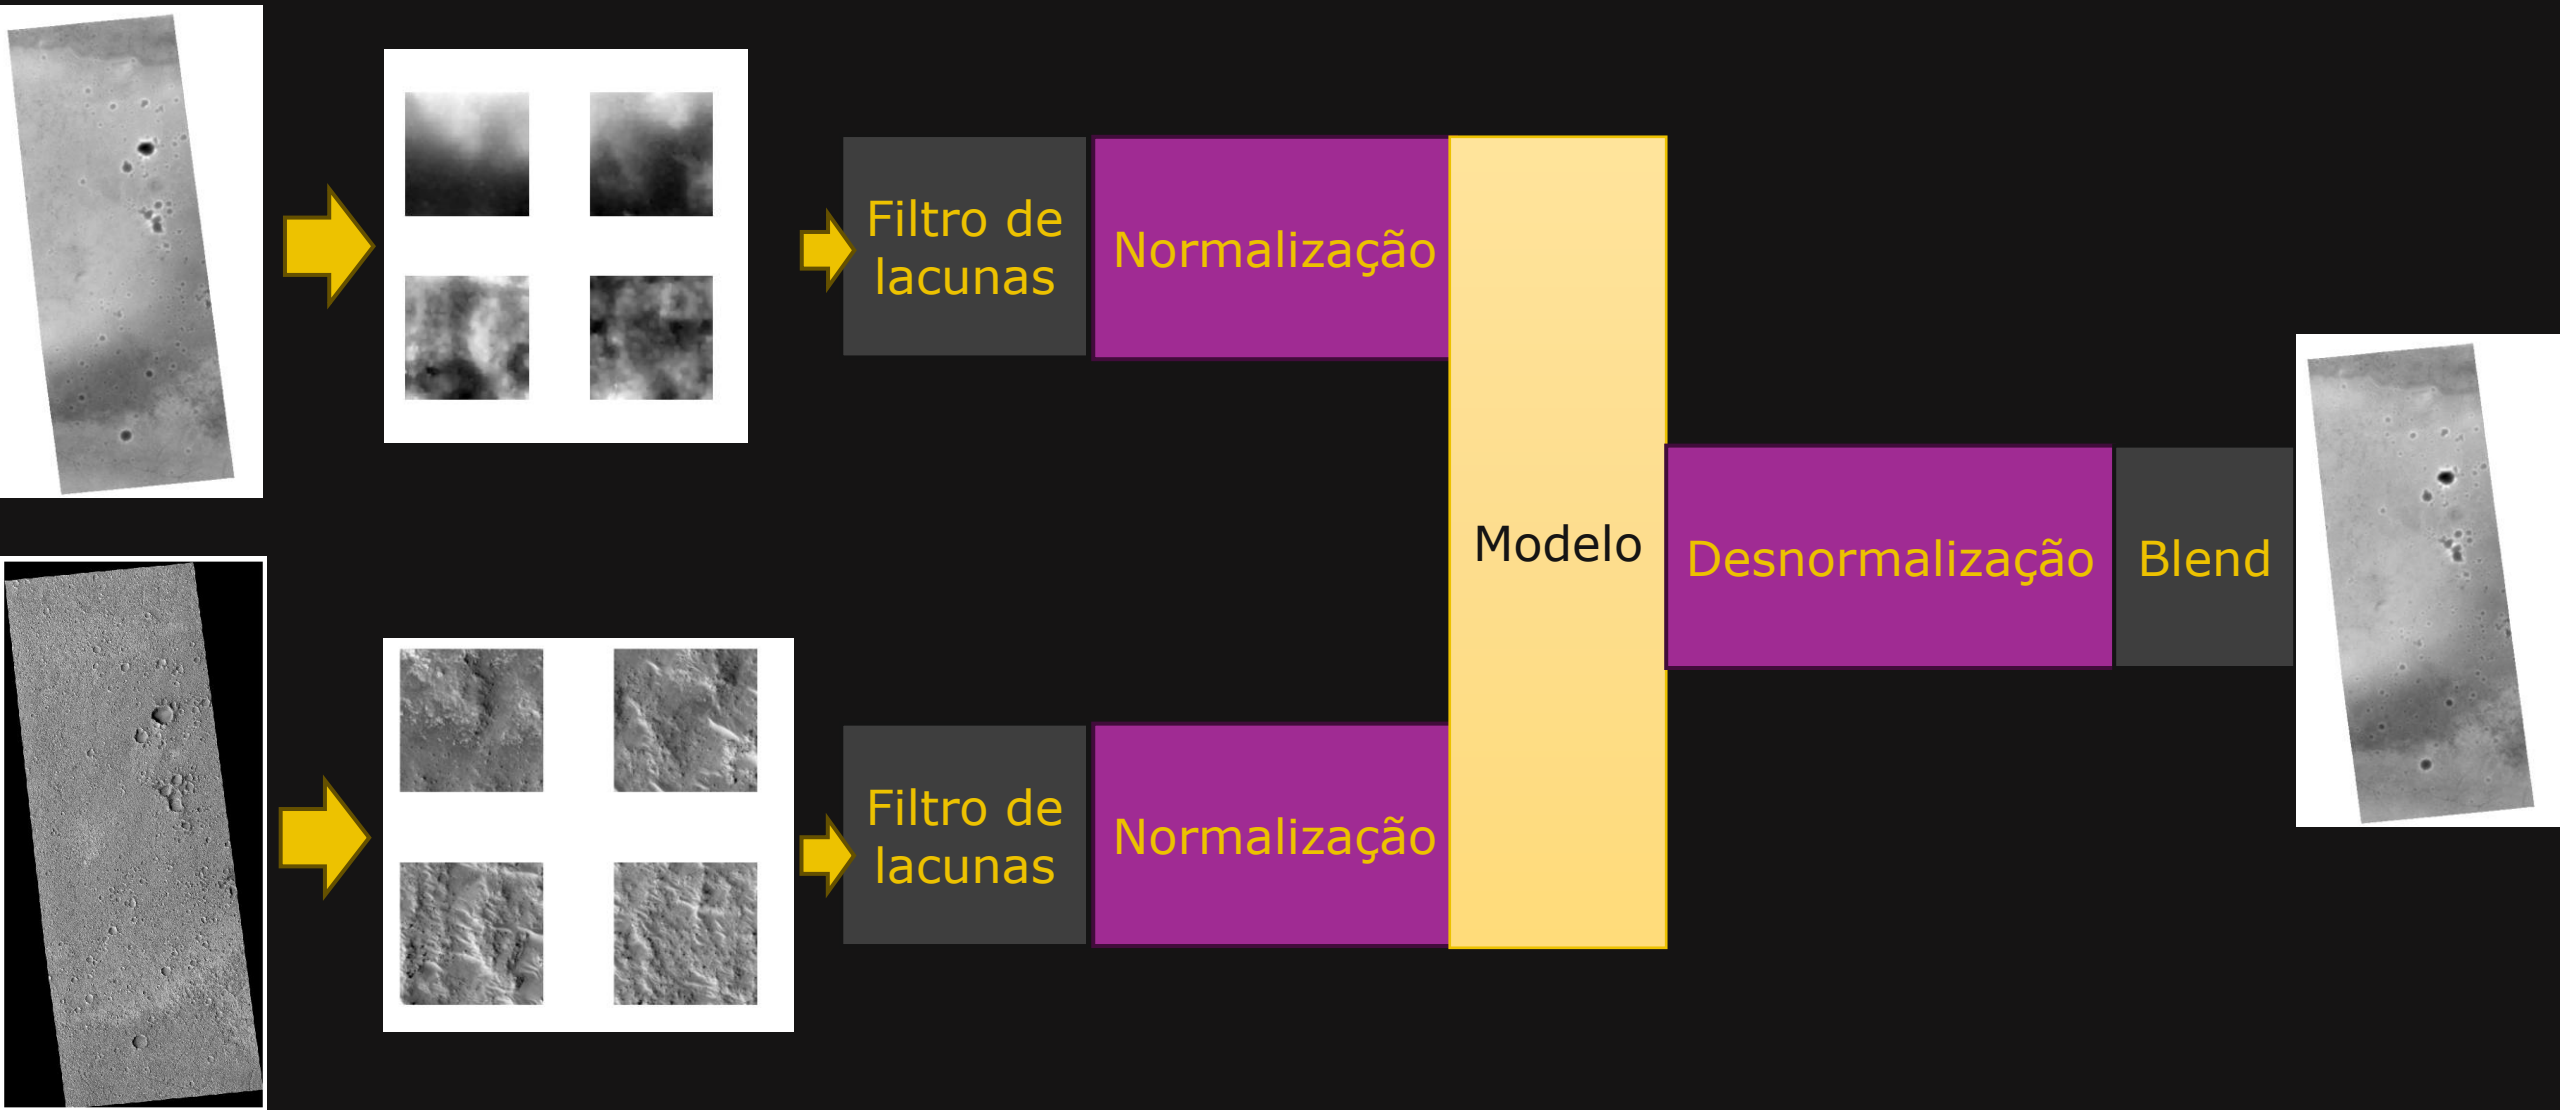 Filtro de
lacunas
Normalização
Modelo
Desnormalização
Blend
Filtro de
lacunas
Normalização